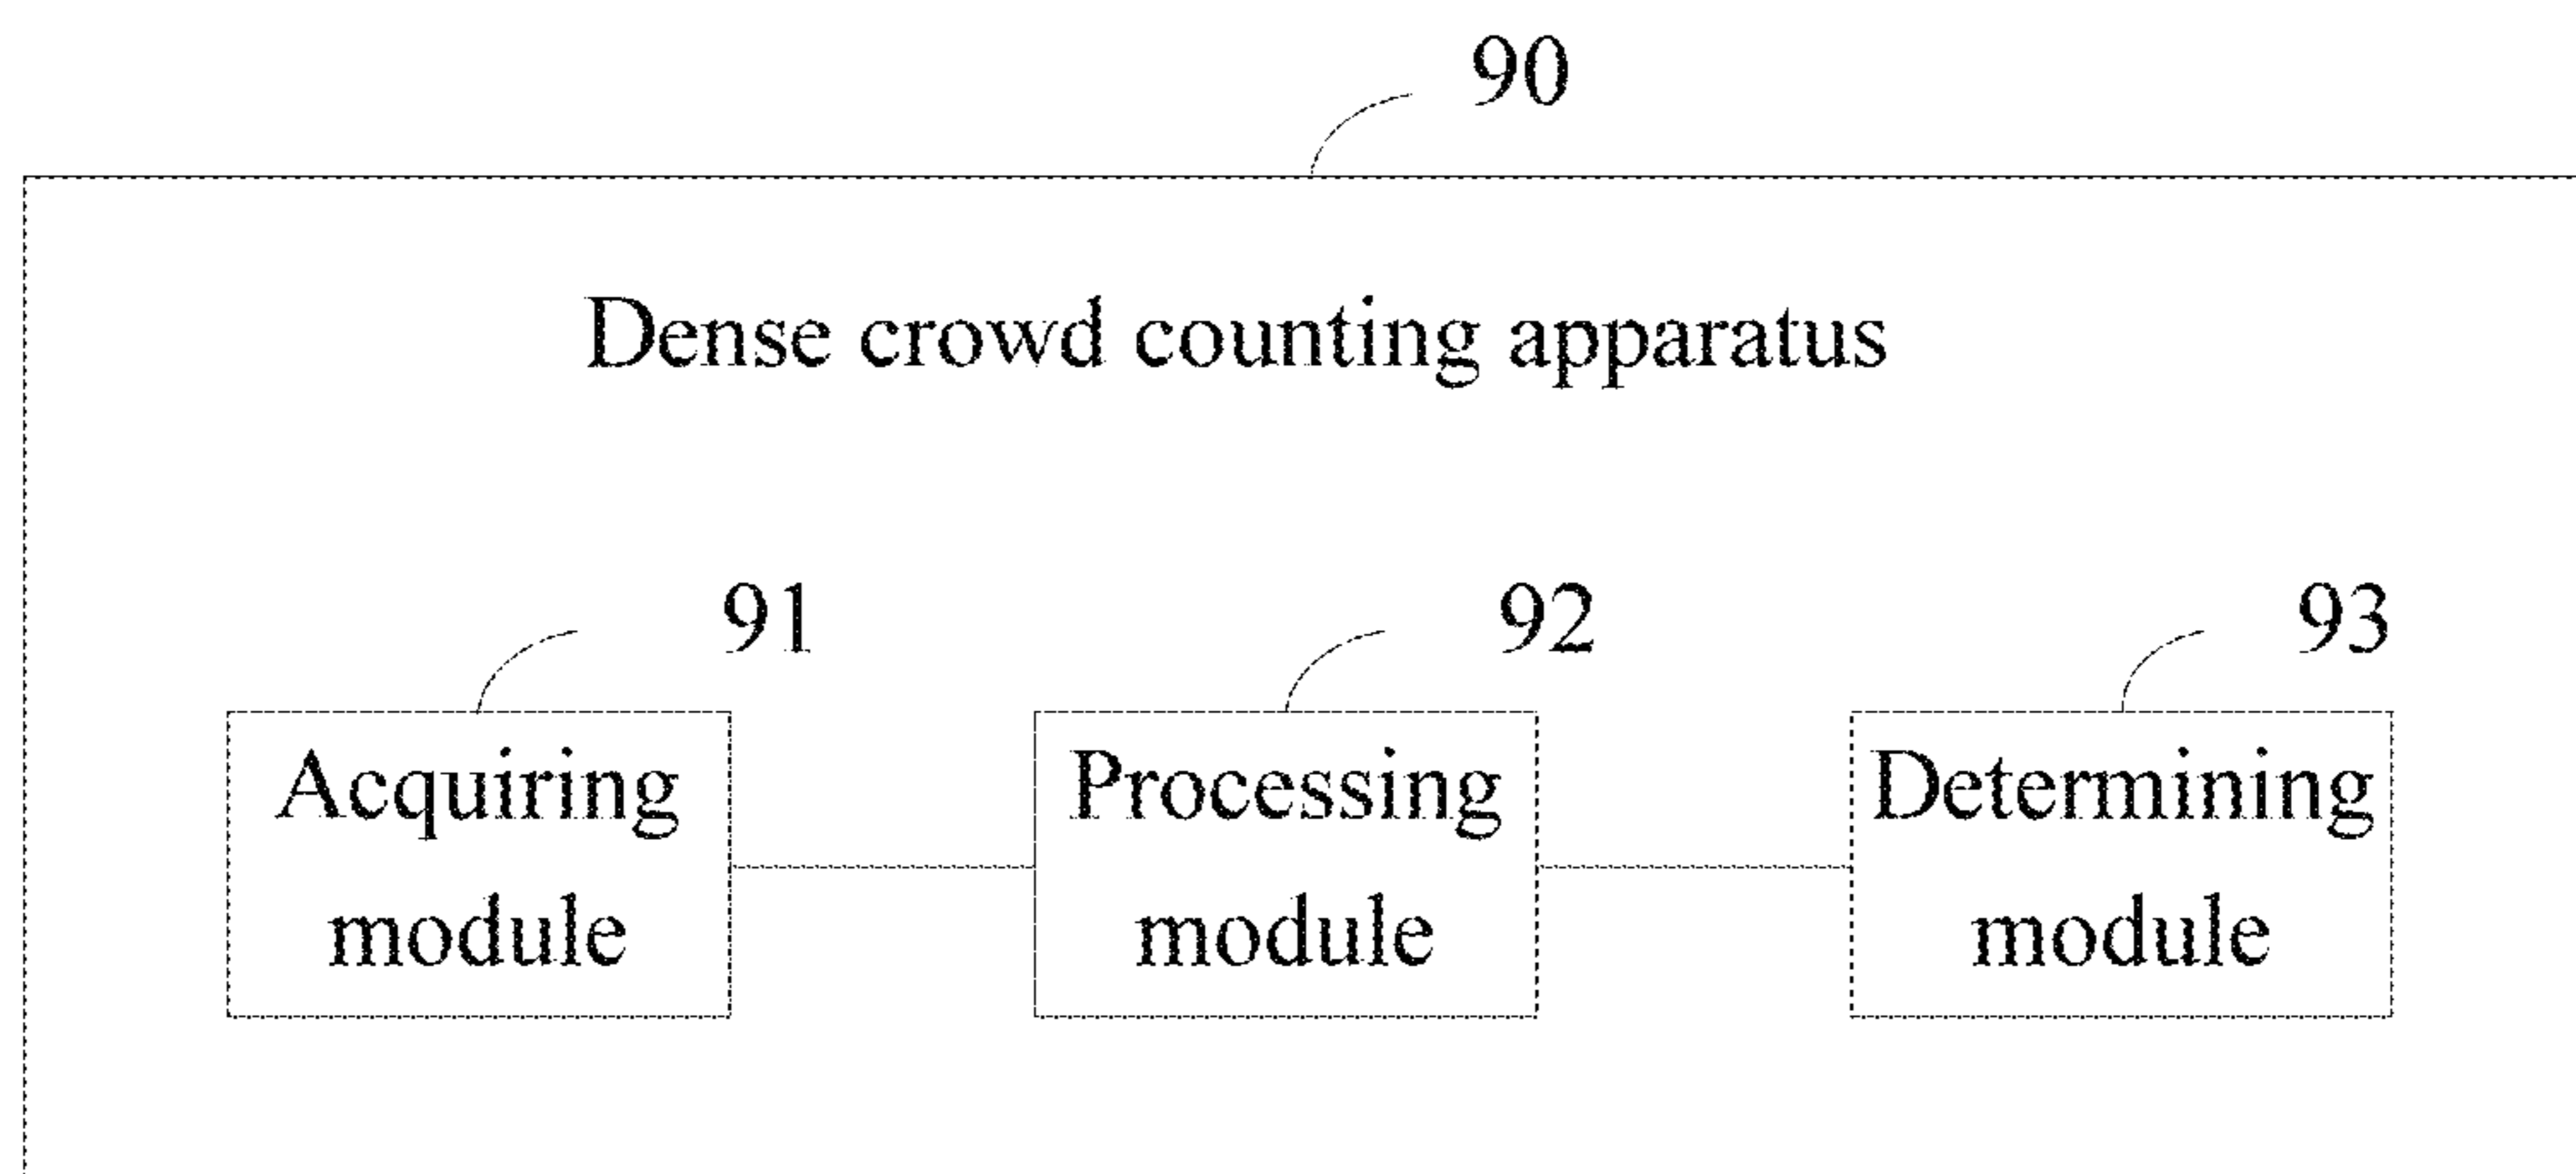 90
Dense crowd counting apparatus
91
92
93
Acquiring
module
Processing
module
Determining
module